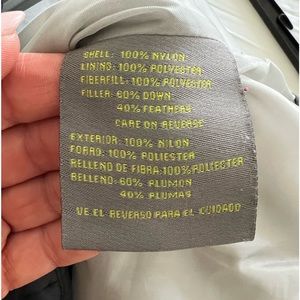 SHELL: 100% NYLON
LINING: 100% POLYESTER
FIBERFILL: 100% POLYESTER
FILLER: 60% DOWN
40% FEATHERS
CARE ON REVERSE
EXTERIOR: 100% NILON
FORRO: 100% POLIESTER
RELLENO DE FIBRA:100% POLIECTER
RELLENO: 60% PLUMON
40% PLUMAS
VE.EL REVERSO PARA EL CUIDADO